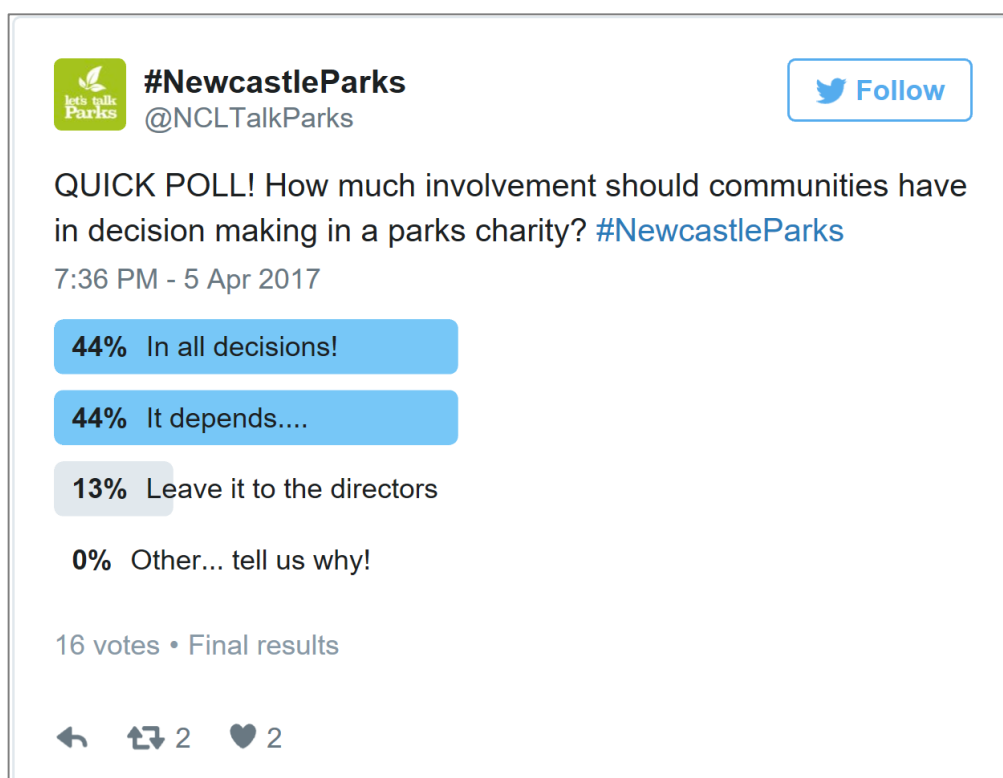 let's talk
Parks
#NewcastleParks
@NCLTalkParks
Follow
QUICK POLL! How much involvement should communities have
in decision making in a parks charity? #NewcastleParks
7:36 PM - 5 Apr 2017
44% In all decisions!
44% It depends....
13% Leave it to the directors
0% Other... tell us why!
16 votes • Final results
2 2